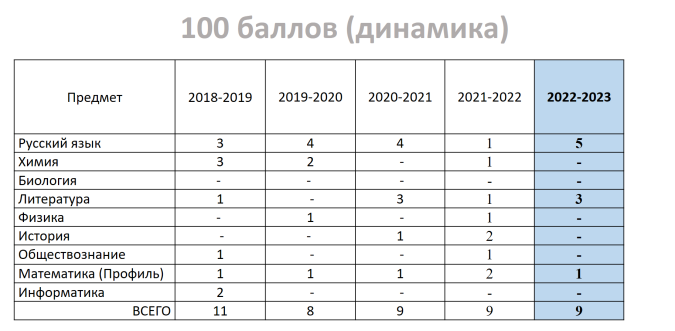 100 баллов (динамика)
Предмет 2018-2019 2019-2020 2020-2021 2021-2022 2022-2023
Русский язык 3 4 4 1 5
Химия 3 2 - 1 -
Биология - - - - -
Литература 1 - 3 1 3
Физика - 1 - 1 -
История - - 1 2 -
Обществознание 1 - - 1 -
Математика (Профиль) 1 1 1 2 1
Информатика 2 - - - -
ВСЕГО 11 8 9 9 9